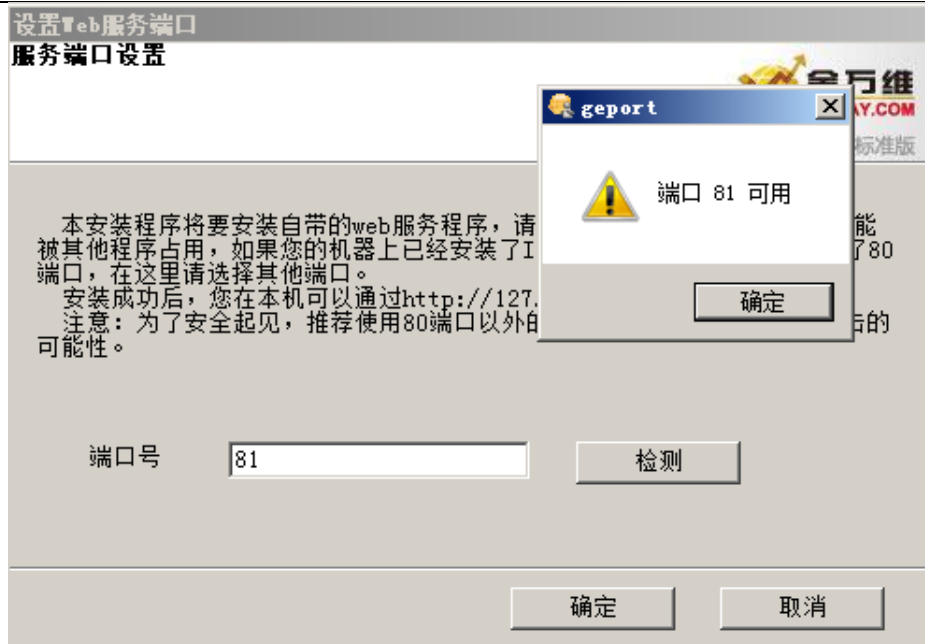 设置Web服务端口
服务端口设置
金万维
AY.COM
标准版
geport
端口 81 可用
确定
本安装程序将要安装自带的web服务程序，请
能
被其他程序占用，如果您的机器上已经安装了I
了80
端口，在这里请选择其他端口。
安装成功后，您在本机可以通过http://127.
注意：为了安全起见，推荐使用80端口以外的
击的
可能性。
端口号
81
检测
确定
取消